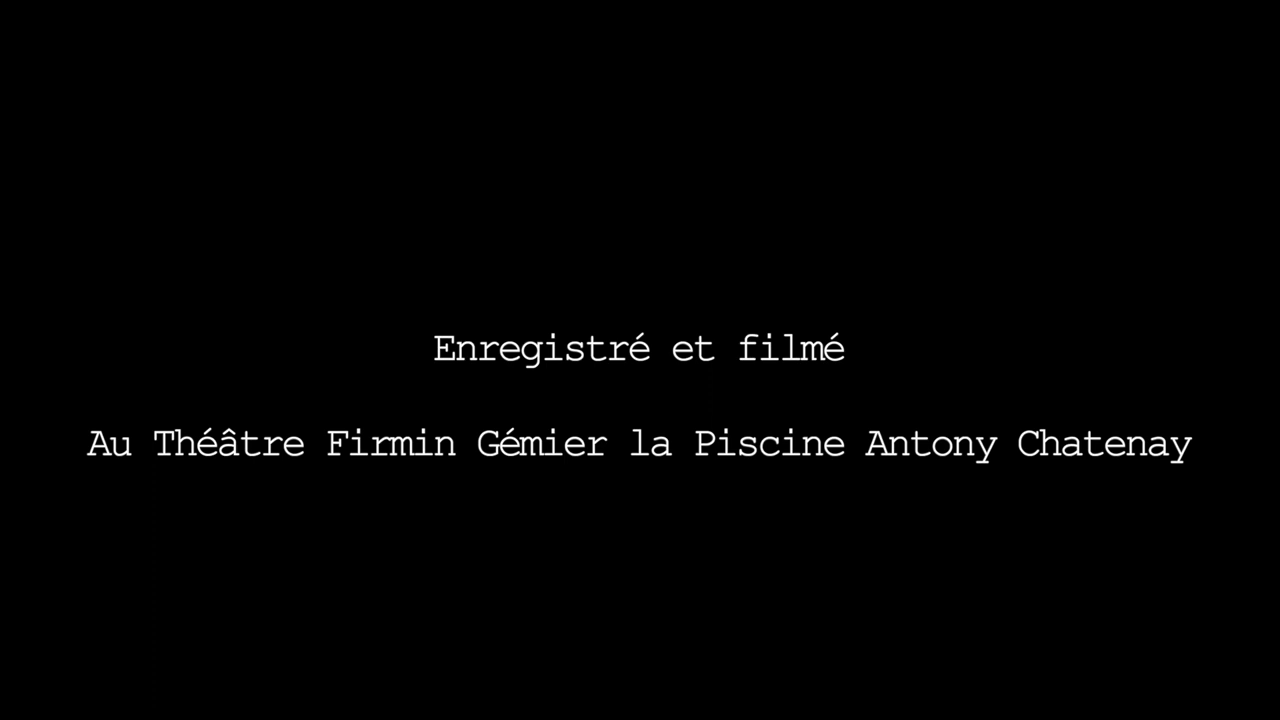 Enregistré et filmé
Au Théâtre Firmin Gémier la Piscine Antony Chatenay